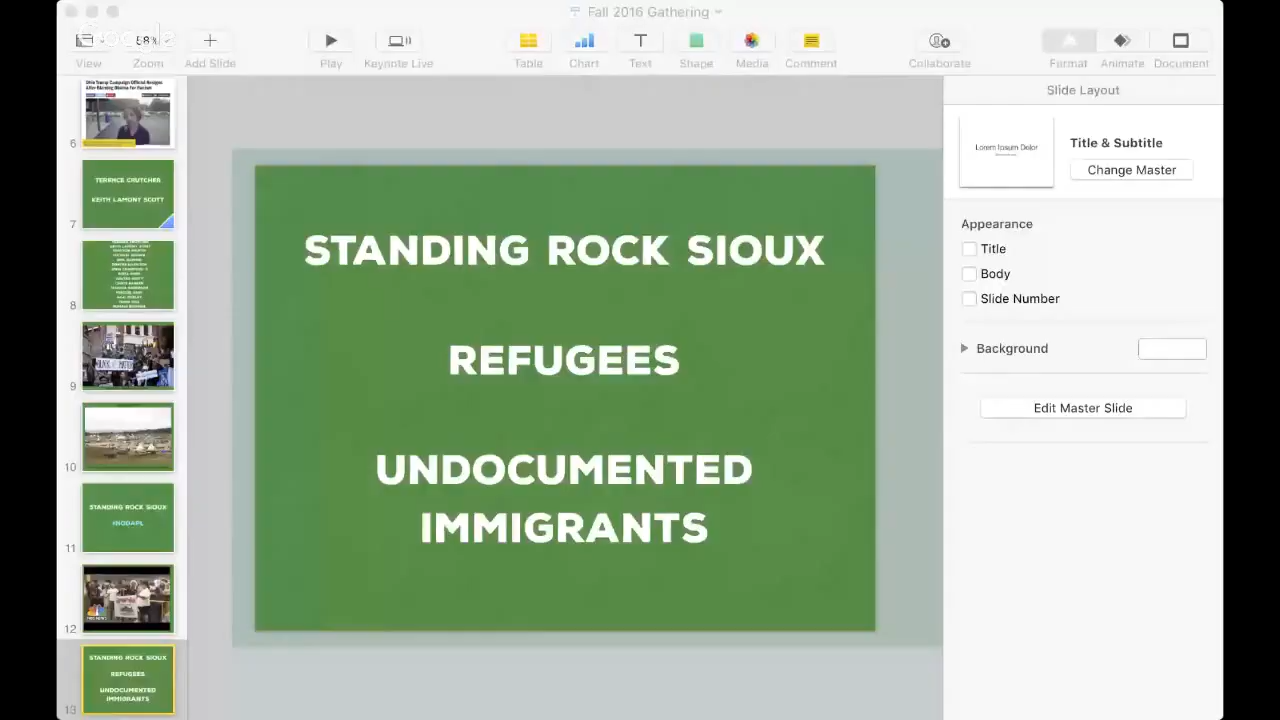 Fall 2016 Gathering
Google
58%
View
Zoom
Add Slide
Play
Keynote Live
Table
Chart
Text
Shape
Media
Comment
Collaborate
Format
Animate
Document
6
TERENCE CRUTCHER
KEITH LAMONT SCOTT
7
8
9
10
STANDING ROCK SIOUX
#NODAPL
11
12
STANDING ROCK SIOUX
REFUGEES
UNDOCUMENTED
IMMIGRANTS
13
STANDING ROCK SIOUX
REFUGEES
UNDOCUMENTED
IMMIGRANTS
Slide Layout
Lorem Ipsum Dolor
Title & Subtitle
Change Master
Appearance
Title
Body
Slide Number
Background
Edit Master Slide